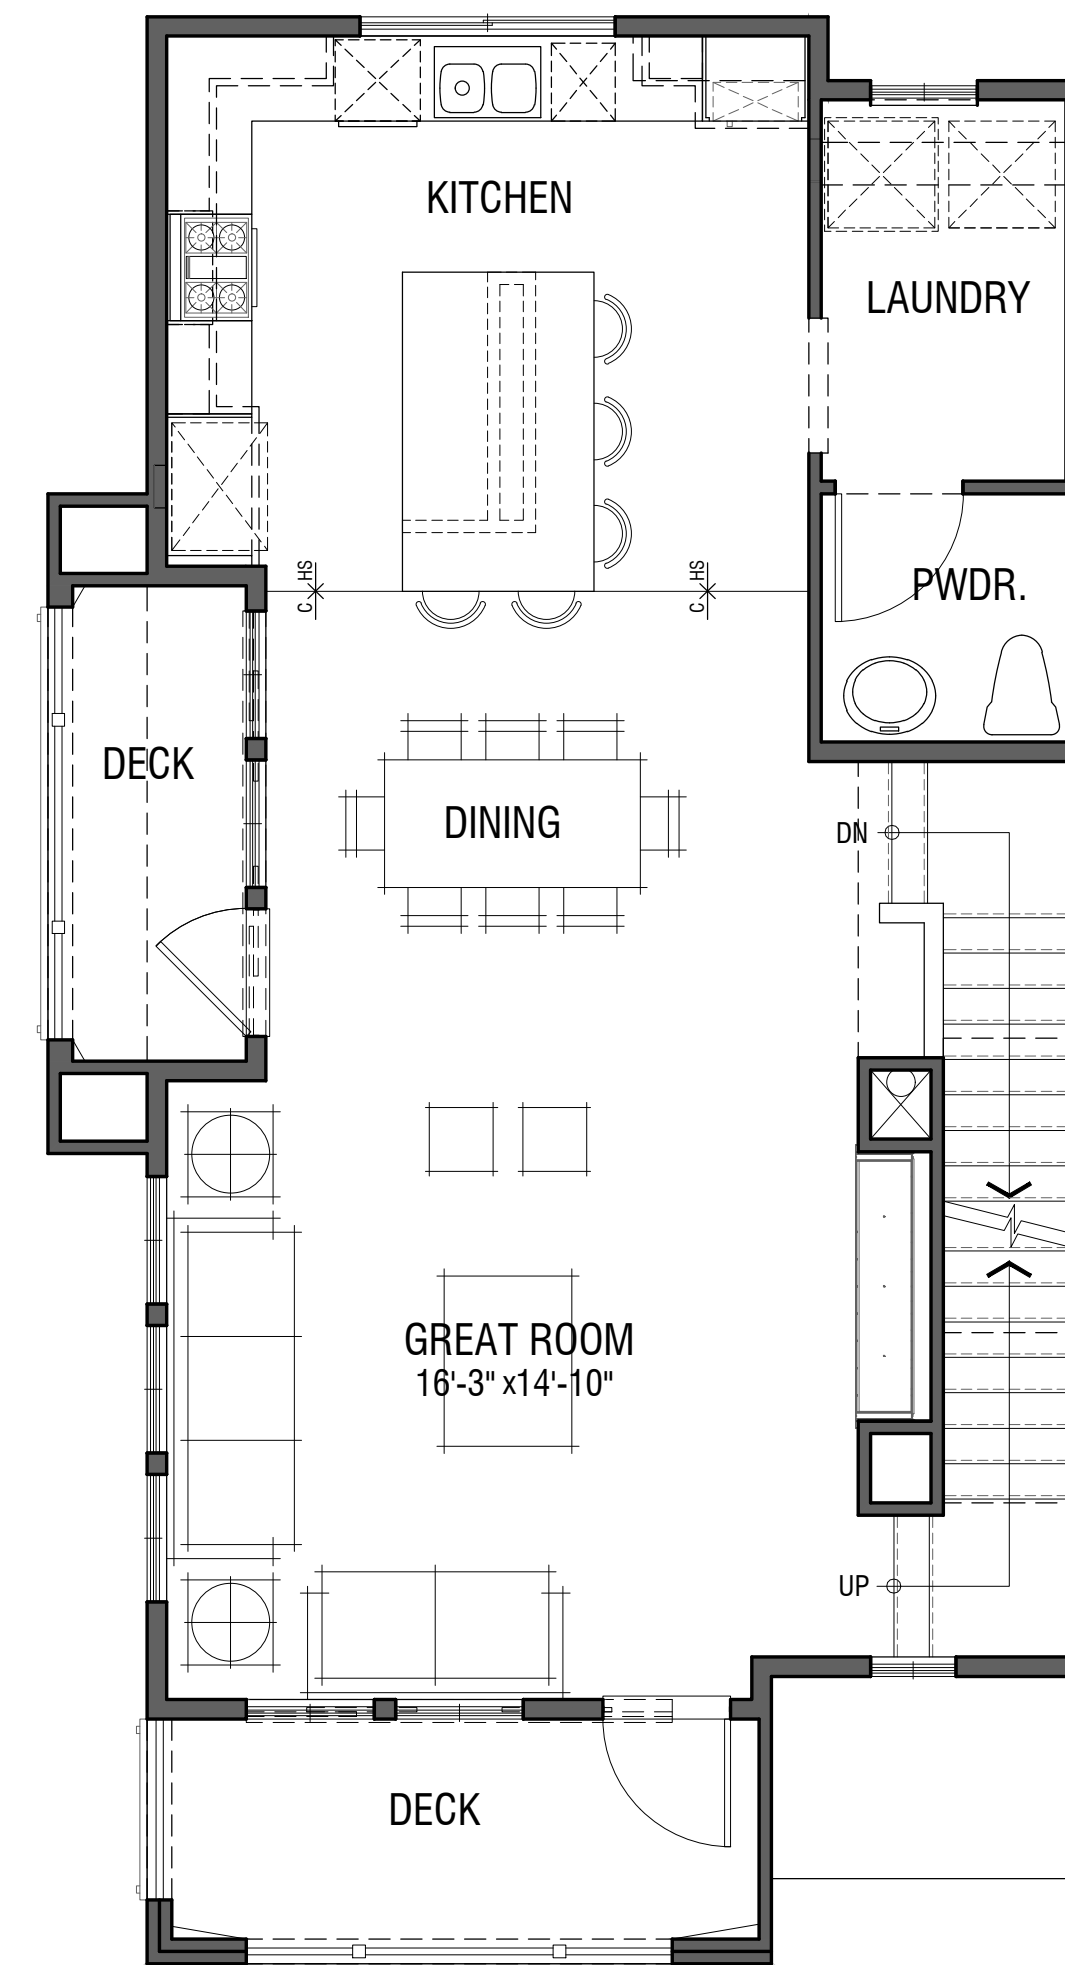 KITCHEN
LAUNDRY
HS
C
HS
C
PWDR.
DECK
DINING
DN
GREAT ROOM
16'-3" x14'-10"
UP
DECK